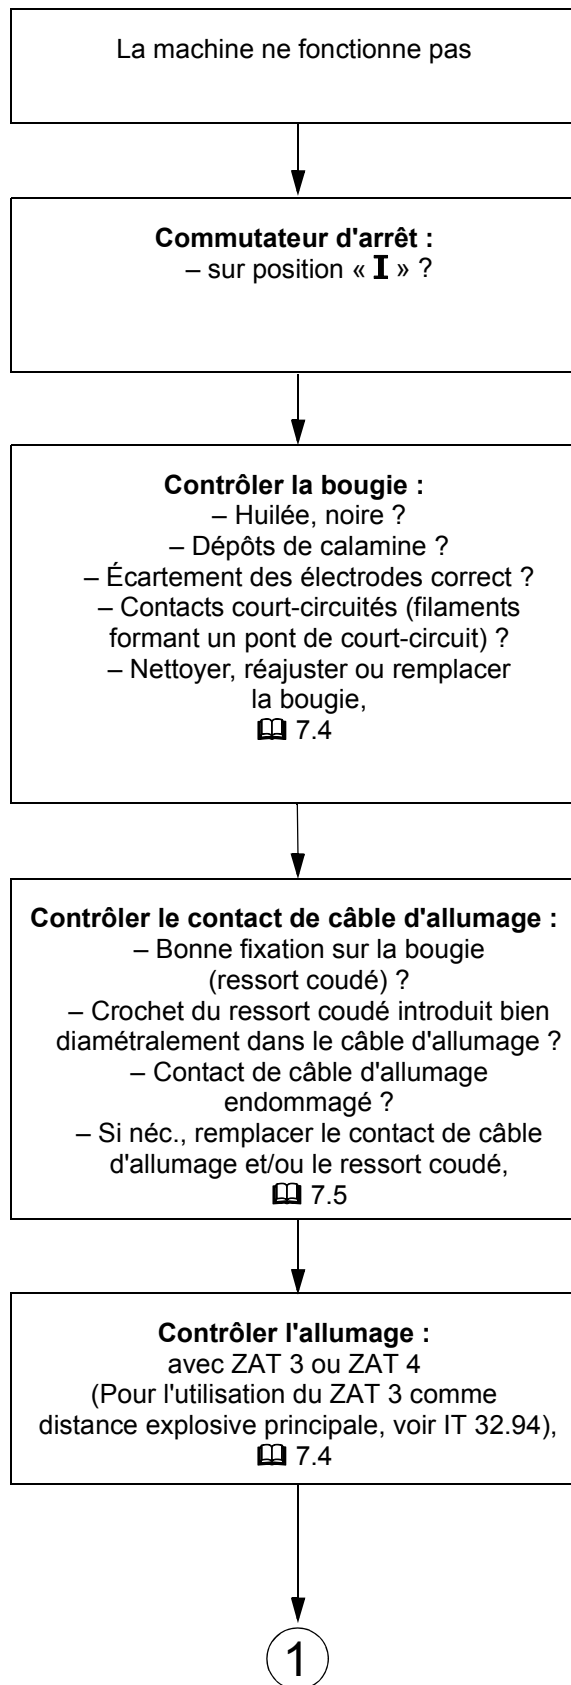 La machine ne fonctionne pas
Commutateur d'arrêt :
– sur position « I » ?
Contrôler la bougie :
– Huilée, noire ?
– Dépôts de calamine ?
– Écartement des électrodes correct ?
– Contacts court-circuités (filaments
formant un pont de court-circuit) ?
– Nettoyer, réajuster ou remplacer
la bougie,
7.4
Contrôler le contact de câble d'allumage :
– Bonne fixation sur la bougie
(ressort coudé) ?
– Crochet du ressort coudé introduit bien
diamétralement dans le câble d'allumage ?
– Contact de câble d'allumage
endommagé ?
– Si néc., remplacer le contact de câble
d'allumage et/ou le ressort coudé,
7.5
Contrôler l'allumage :
avec ZAT 3 ou ZAT 4
(Pour l'utilisation du ZAT 3 comme
distance explosive principale, voir IT 32.94),
7.4
1